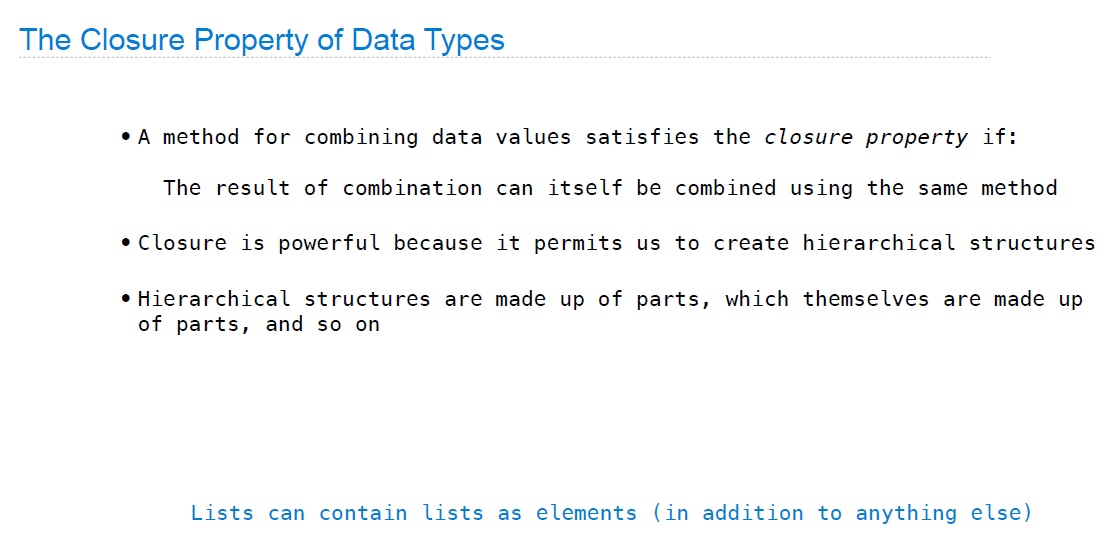 The Closure Property of Data Types
• A method for combining data values satisfies the closure property if:
The result of combination can itself be combined using the same method
• Closure is powerful because it permits us to create hierarchical structures
• Hierarchical structures are made up of parts, which themselves are made up
of parts, and so on
Lists can contain lists as elements (in addition to anything else)